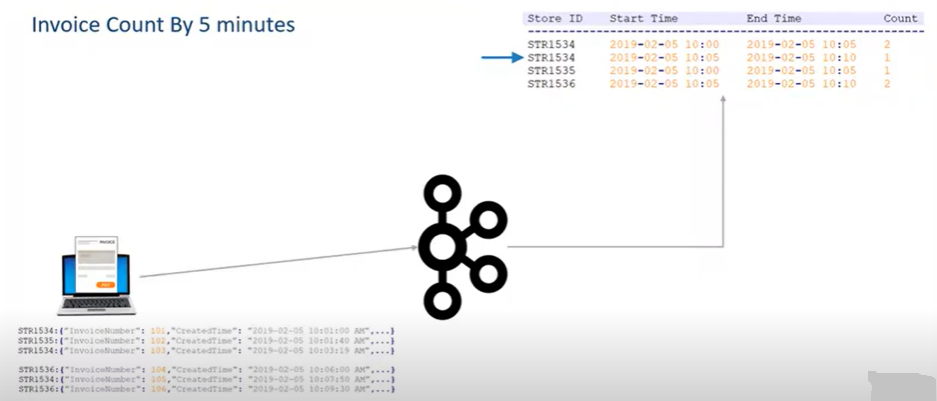 Invoice Count By 5 minutes
Store ID Start Time End Time Count
STR1534 2019-02-05 10:00 2019-02-05 10:05 2
STR1534 2019-02-05 10:05 2019-02-05 10:10 1
STR1535 2019-02-05 10:00 2019-02-05 10:05 1
STR1536 2019-02-05 10:05 2019-02-05 10:10 2
INVOICE
STR1534:{"InvoiceNumber": 101,"CreatedTime": "2019-02-05 10:01:00 AM",...}
STR1535:{"InvoiceNumber": 102,"CreatedTime": "2019-02-05 10:01:40 AM",...}
STR1534:{"InvoiceNumber": 103,"CreatedTime": "2019-02-05 10:03:19 AM",...}
STR1536:{"InvoiceNumber": 104,"CreatedTime": "2019-02-05 10:06:00 AM",...}
STR1534:{"InvoiceNumber": 105,"CreatedTime": "2019-02-05 10:07:50 AM",...}
STR1536:{"InvoiceNumber": 106,"CreatedTime": "2019-02-05 10:09:30 AM",...}